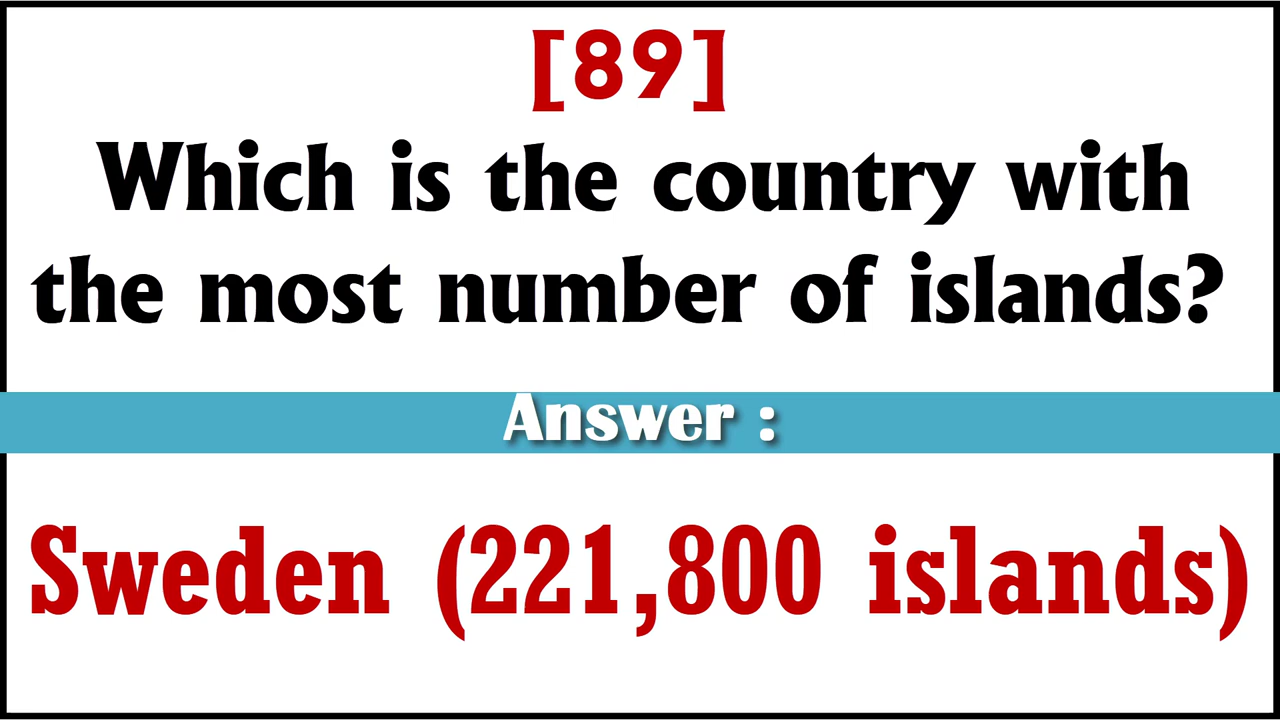 [89]
Which is the country with
the most number of islands?
Answer :
Sweden (221,800 islands)